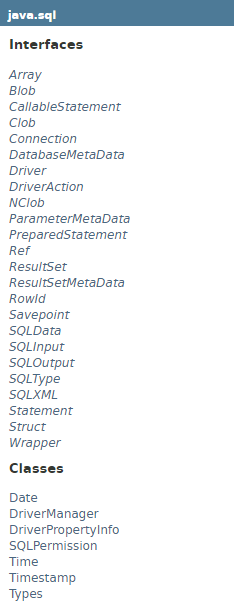 java.sql
Interfaces
Array
Blob
CallableStatement
Clob
Connection
DatabaseMetaData
Driver
DriverAction
NClob
ParameterMetaData
PreparedStatement
Ref
ResultSet
ResultSetMetaData
RowId
Savepoint
SQLData
SQLInput
SQLOutput
SQLType
SQLXML
Statement
Struct
Wrapper
Classes
Date
DriverManager
DriverPropertyInfo
SQLPermission
Time
Timestamp
Types